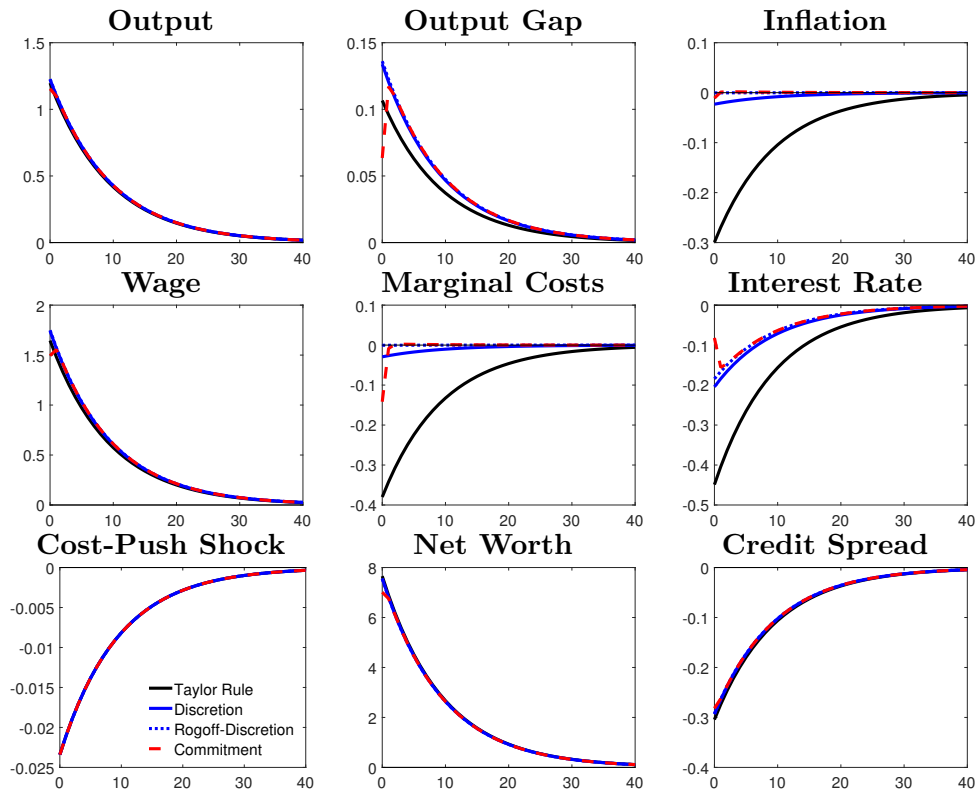 Output
Output Gap
Inflation
1.5
1
0.5
0
0 10 20 30 40
0.15
0.1
0.05
0
0 10 20 30 40
0
-0.1
-0.2
-0.3
0 10 20 30 40
Wage
Marginal Costs
Interest Rate
2
1.5
1
0.5
0
0 10 20 30 40
0.1
0
-0.1
-0.2
-0.3
-0.4
0 10 20 30 40
0
-0.1
-0.2
-0.3
-0.4
-0.5
0 10 20 30 40
Cost-Push Shock
Net Worth
Credit Spread
0
-0.005
-0.01
-0.015
-0.02
-0.025
0 10 20 30 40
Taylor Rule
Discretion
Rogoff-Discretion
Commitment
8
6
4
2
0
0 10 20 30 40
0
-0.1
-0.2
-0.3
-0.4
0 10 20 30 40